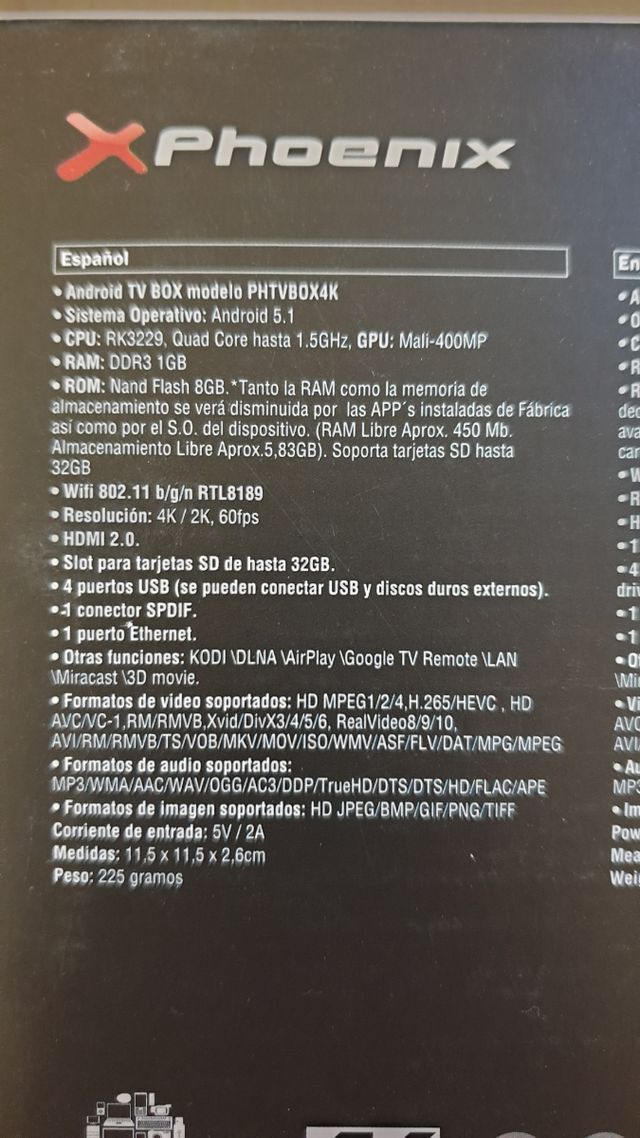 XPhoenix
Español
• Android TV BOX modelo PHTVBOX4K
• Sistema Operativo: Android 5.1
• CPU: RK3229, Quad Core hasta 1.5GHz, GPU: Mali-400MP
• RAM: DDR3 1GB
• ROM: Nand Flash 8GB.*Tanto la RAM como la memoria de
almacenamiento se verá disminuida por las APP´s instaladas de Fábrica
así como por el S.O. del dispositivo. (RAM Libre Aprox. 450 Mb.
Almacenamiento Libre Aprox.5,83GB). Soporta tarjetas SD hasta
32GB
• Wifi 802.11 b/g/n RTL8189
• Resolución: 4K / 2K, 60fps
• HDMI 2.0.
• Slot para tarjetas SD de hasta 32GB.
• 4 puertos USB (se pueden conectar USB y discos duros externos).
• 1 conector SPDIF.
• 1 puerto Ethernet.
• Otras funciones: KODI \DLNA \AirPlay \Google TV Remote \LAN
\Miracast \3D movie.
• Formatos de video soportados: HD MPEG1/2/4,H.265/HEVC , HD
AVC/VC-1,RM/RMVB,Xvid/DivX3/4/5/6, RealVideo8/9/10,
AVI/RM/RMVB/TS/VOB/MKV/MOV/ISO/WMV/ASF/FLV/DAT/MPG/MPEG
• Formatos de audio soportados:
MP3/WMA/AAC/WAV/OGG/AC3/DDP/TrueHD/DTS/DTS/HD/FLAC/APE
• Formatos de imagen soportados: HD JPEG/BMP/GIF/PNG/TIFF
Corriente de entrada: 5V / 2A
Medidas: 11,5 x 11,5 x 2,6cm
Peso: 225 gramos